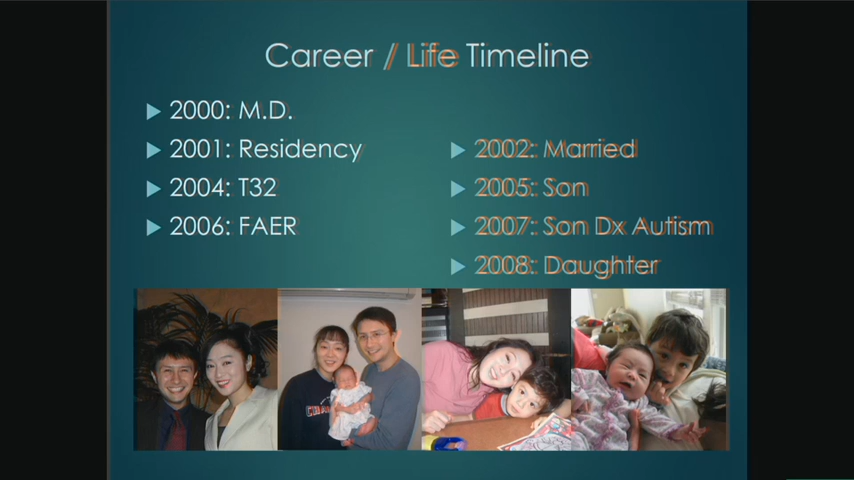 Career / Life Timeline
2000: M.D.
2001: Residency
2004: T32
2006: FAER
2002: Married
2005: Son
2007: Son Dx Autism
2008: Daughter